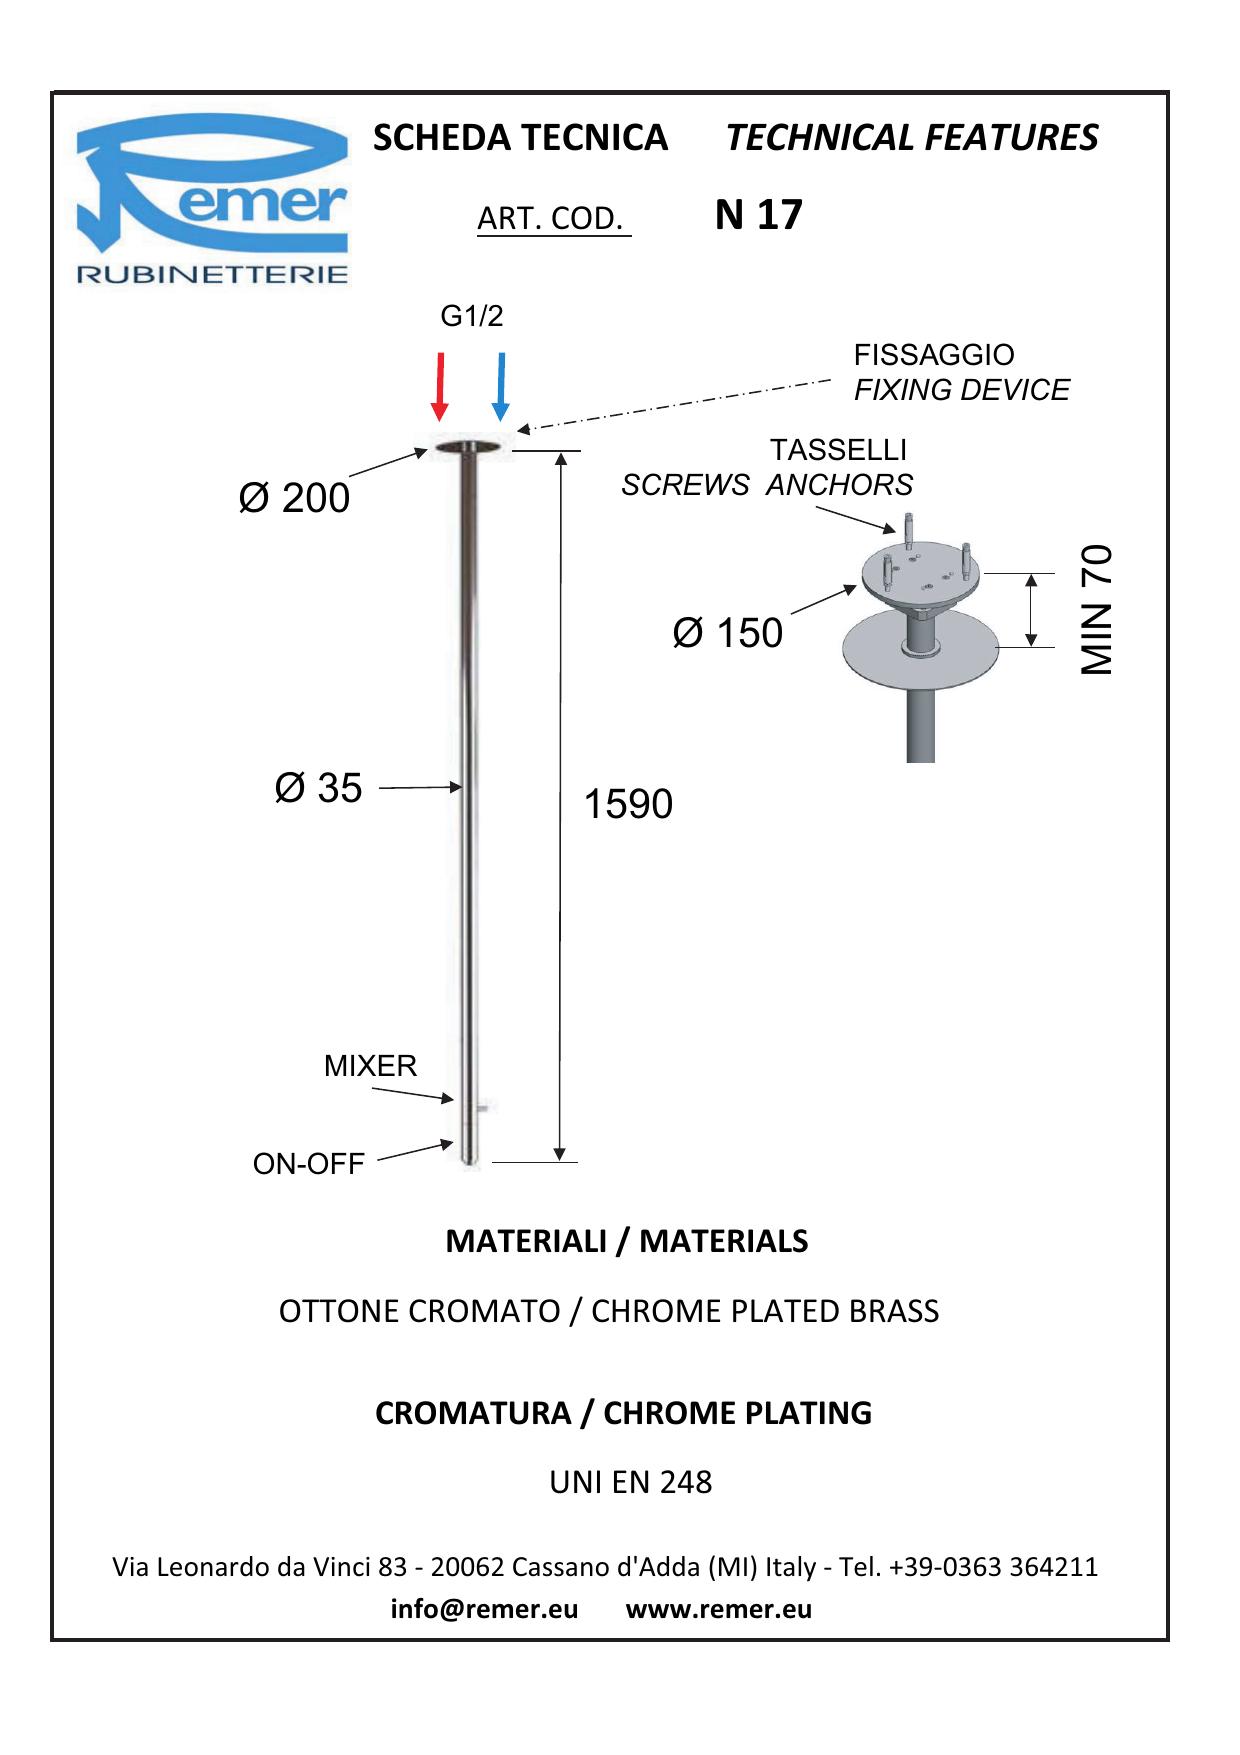 Remer
RUBINETTERIE
SCHEDA TECNICA TECHNICAL FEATURES
ART. COD. N 17
G1/2
FISSAGGIO
FIXING DEVICE
TASSELLI
SCREWS ANCHORS
Ø 200
MIN 70
Ø 150
Ø 35
1590
MIXER
ON-OFF
MATERIALI / MATERIALS
OTTONE CROMATO / CHROME PLATED BRASS
CROMATURA / CHROME PLATING
UNI EN 248
Via Leonardo da Vinci 83 - 20062 Cassano d'Adda (MI) Italy - Tel. +39-0363 364211
info@remer.eu www.remer.eu